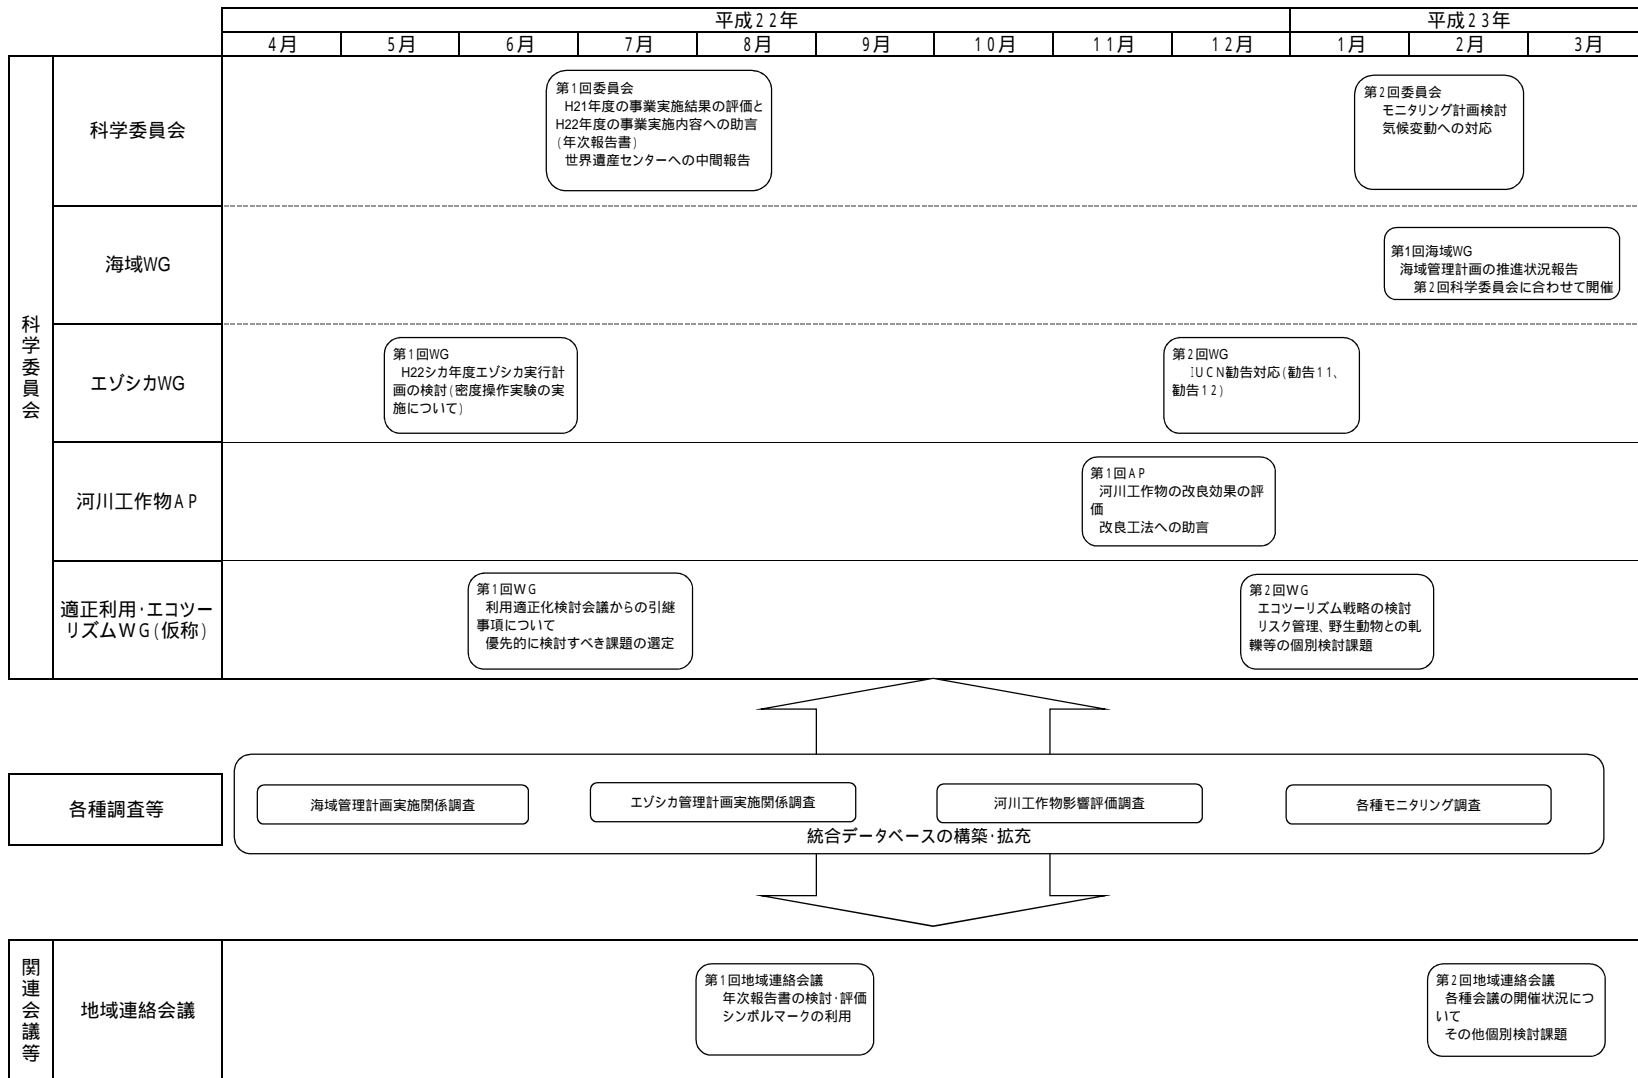 平成22年 平成23年
4月 5月 6月 7月 8月 9月 10月 11月 12月 1月 2月 3月
科学委員会
科学委員会
第1回委員会
H21年度の事業実施結果の評価と
H22年度の事業実施内容への助言
(年次報告書)
世界遺産センターへの中間報告
第2回委員会
モニタリング計画検討
気候変動への対応
海域WG
第1回海域WG
海域管理計画の推進状況報告
第2回科学委員会に合わせて開催
エゾシカWG
第1回WG
H22シカ年度エゾシカ実行計
画の検討(密度操作実験の実
施について)
第2回WG
IUCN勧告対応(勧告11、
勧告12)
河川工作物AP
第1回AP
河川工作物の改良効果の評
価
改良工法への助言
適正利用・エコツー
リズムWG(仮称)
第1回WG
利用適正化検討会議からの引継
事項について
優先的に検討すべき課題の選定
第2回WG
エコツーリズム戦略の検討
リスク管理、野生動物との軋
轢等の個別検討課題
各種調査等
海域管理計画実施関係調査
エゾシカ管理計画実施関係調査
河川工作物影響評価調査
各種モニタリング調査
統合データベースの構築・拡充
関連会議等
地域連絡会議
第1回地域連絡会議
年次報告書の検討・評価
シンボルマークの利用
第2回地域連絡会議
各種会議の開催状況につ
いて
その他個別検討課題